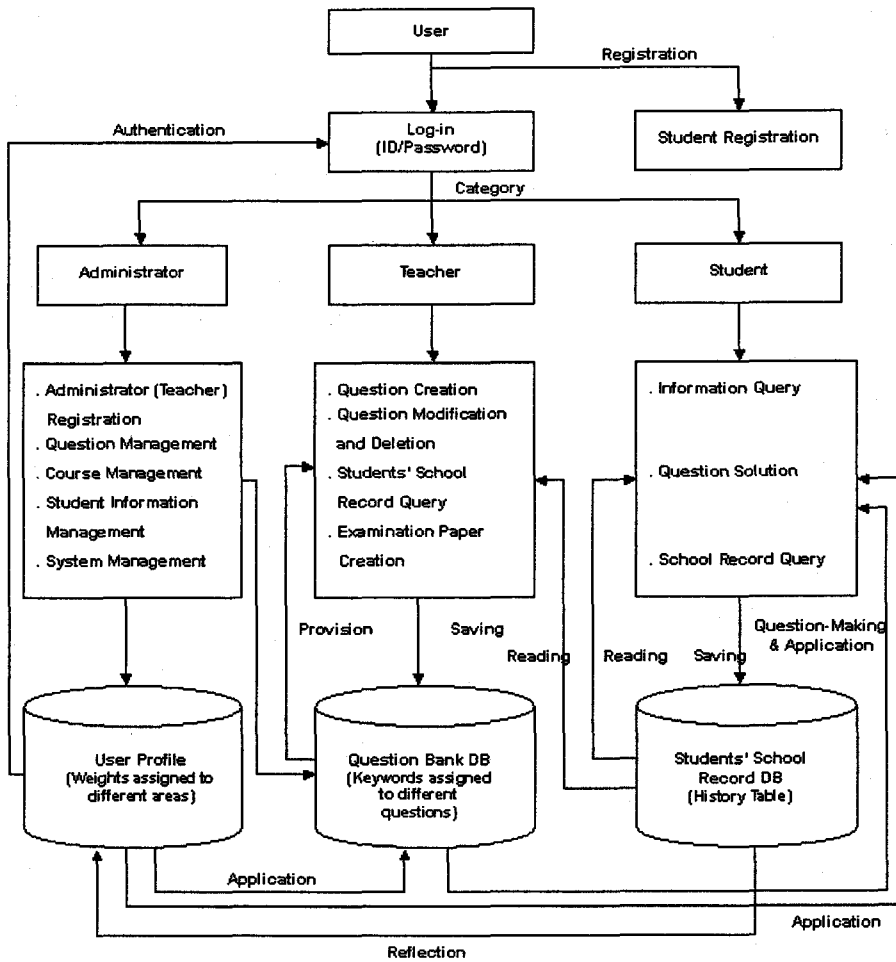 User
Registration
Authentication
Log-in
(ID/Password)
Student Registration
Category
Administrator
Teacher
Student
. Administrator (Teacher)
Registration
. Question Management
. Course Management
. Student Information
Management
. System Management
. Question Creation
. Question Modification
and Deletion
. Students' School
Record Query
. Examination Paper
Creation
. Information Query
. Question Solution
. School Record Query
Provision
Saving
Reading
Reading
Saving
Question-Making
& Application
User Profile
(Weights assigned to
different areas)
Question Bank DB
(Keywords assigned
to different
questions)
Students' School
Record DB
(History Table)
Application
Application
Reflection